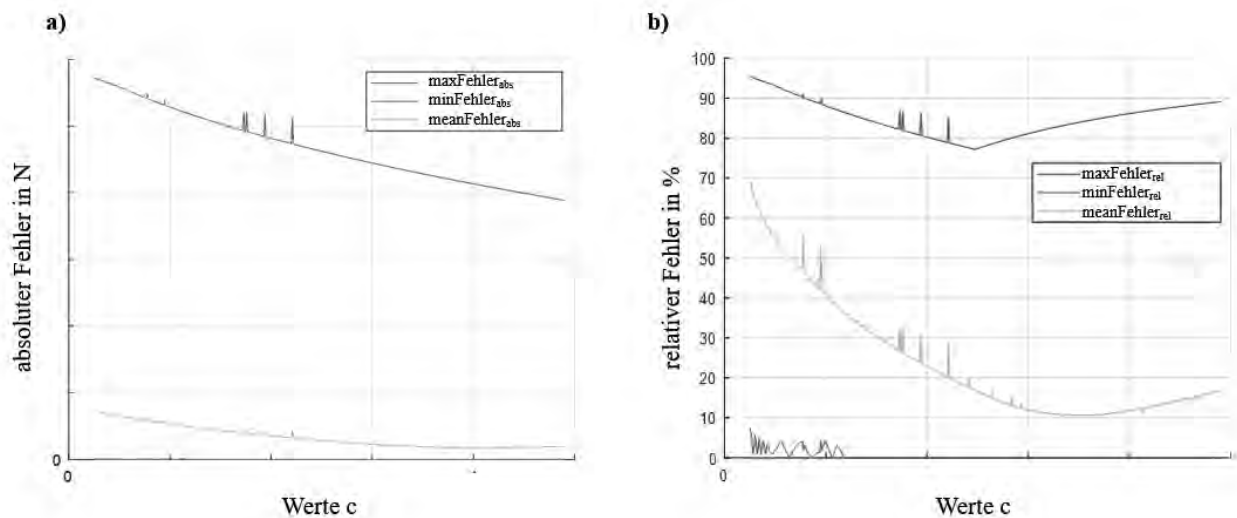 a)
maxFehlerabs
minFehlerabs
meanFehlerabs
absoluter Fehler in N
0
0
Werte c
b)
100
90
80
70
60
50
40
30
20
10
0
0
maxFehlerrel
minFehlerrel
meanFehlerrel
relativer Fehler in %
Werte c